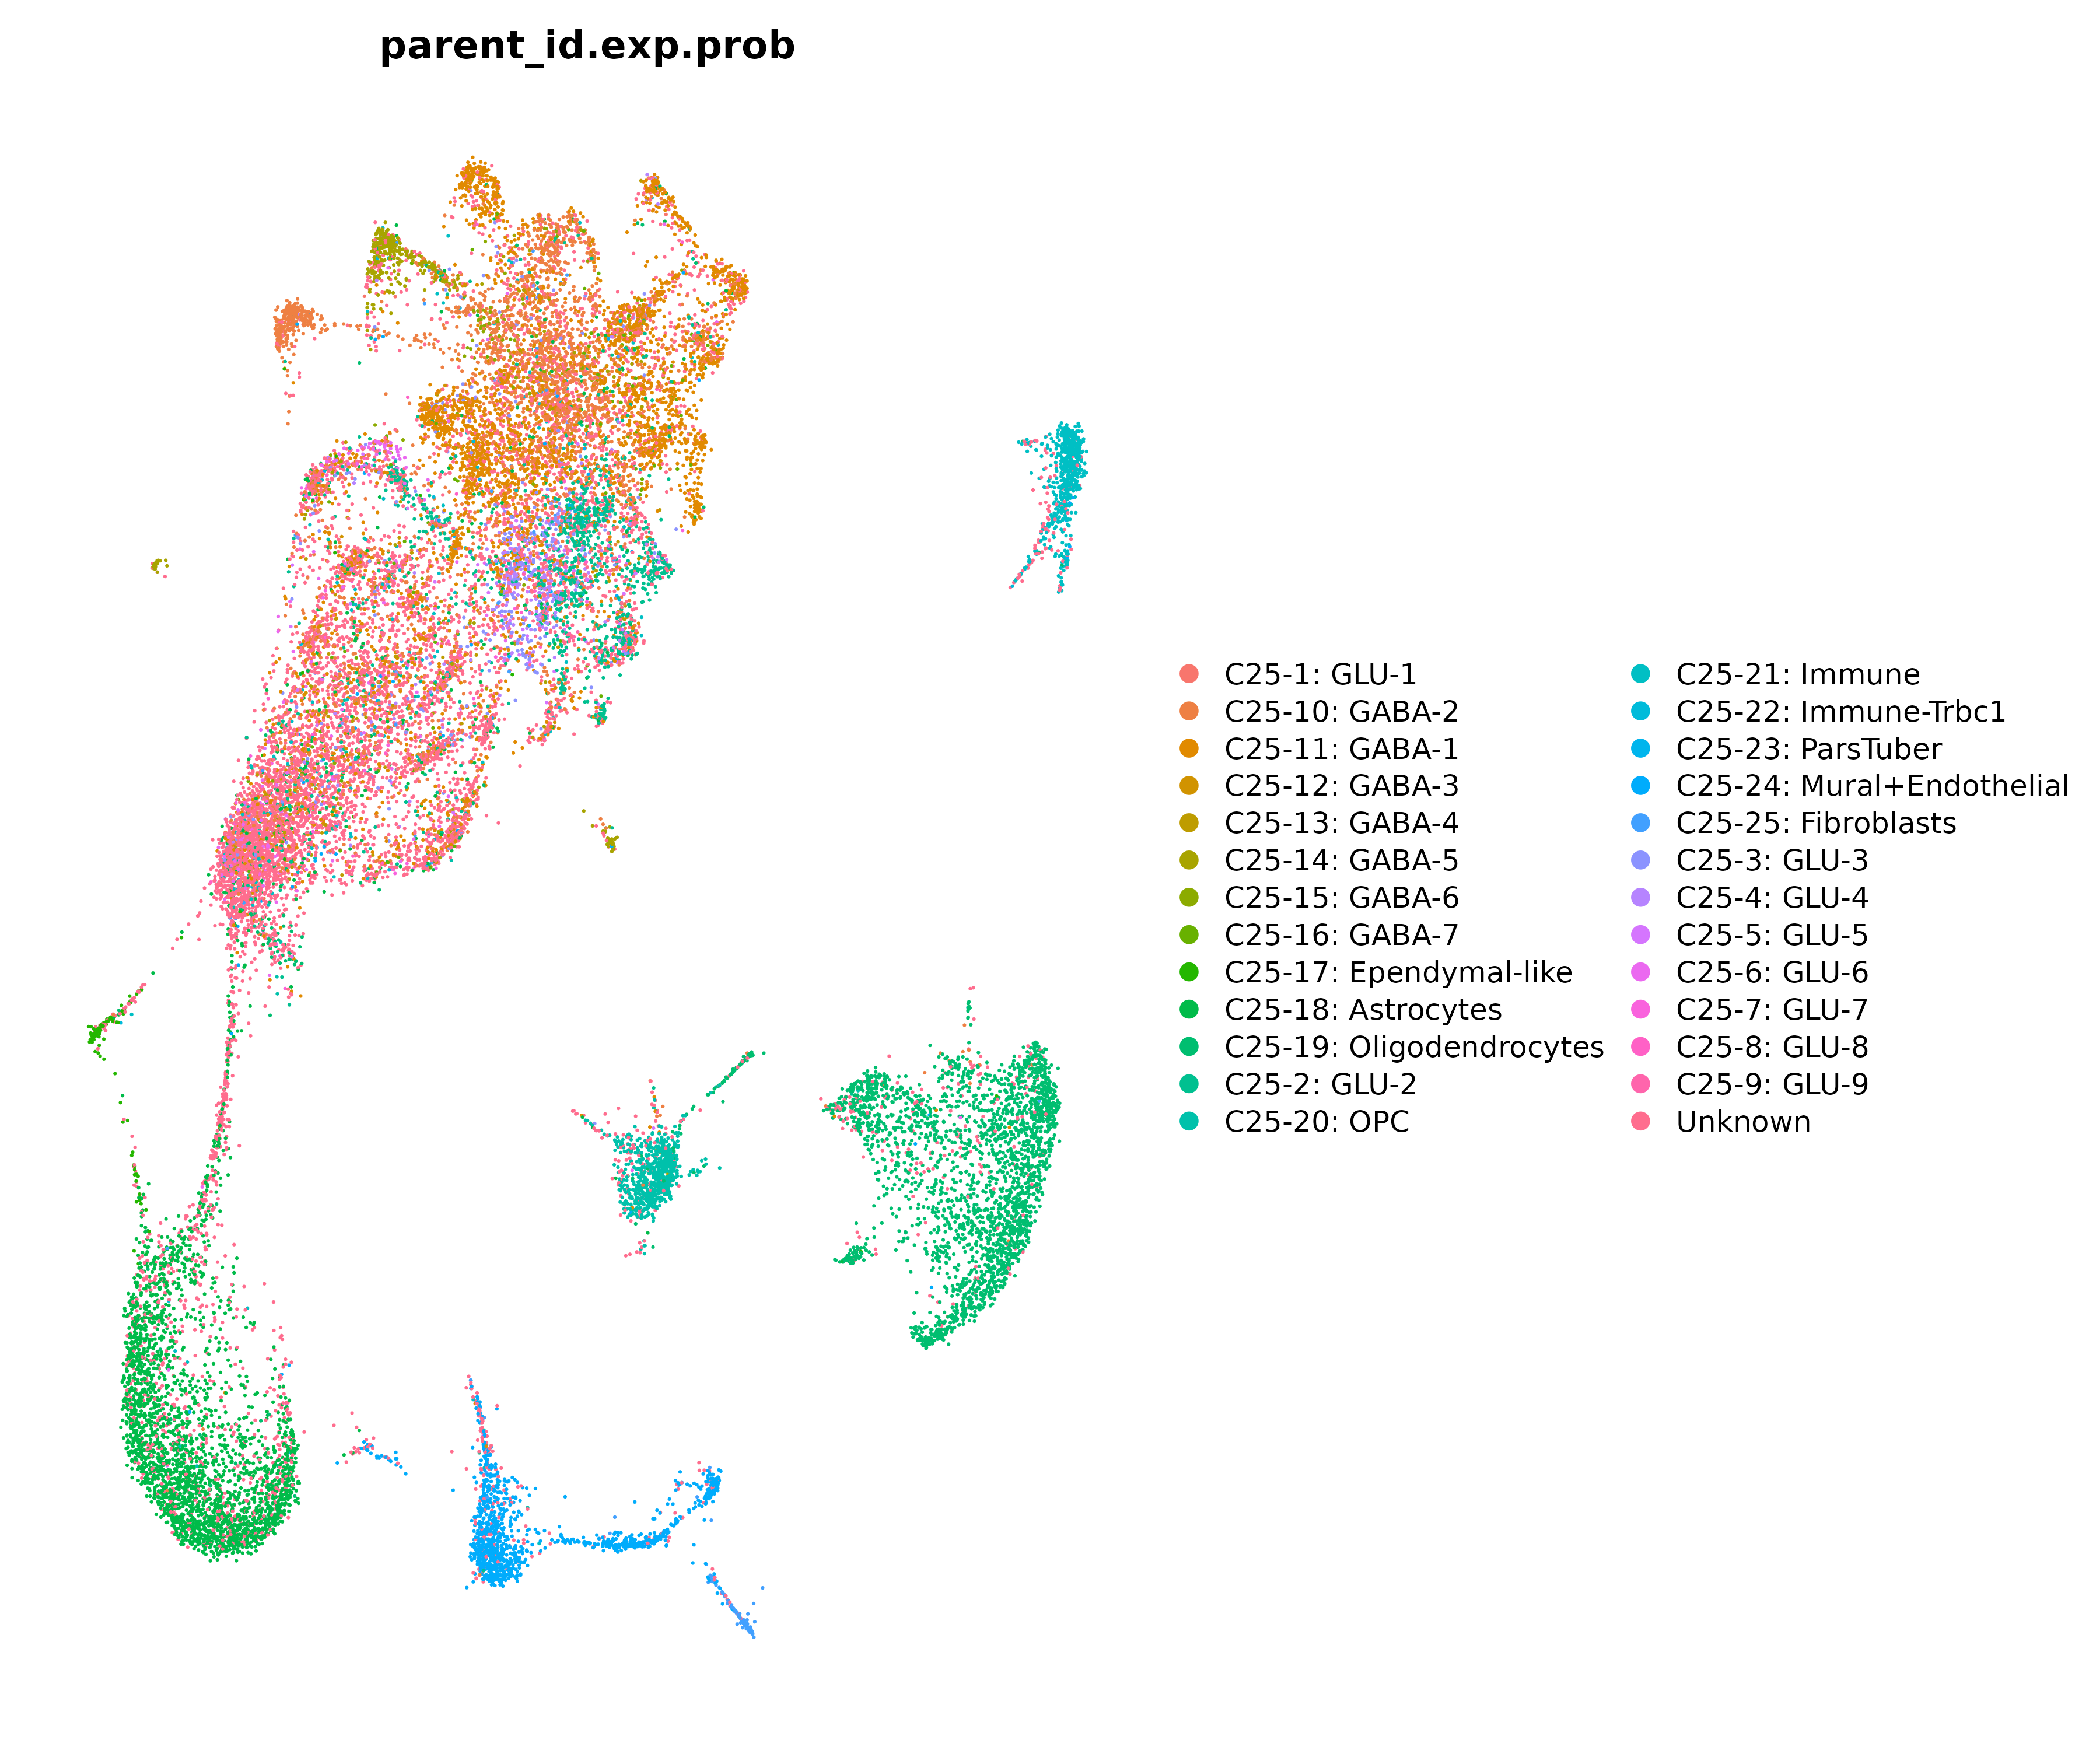 parent_id.exp.prob
C25-1: GLU-1
C25-10: GABA-2
C25-11: GABA-1
C25-12: GABA-3
C25-13: GABA-4
C25-14: GABA-5
C25-15: GABA-6
C25-16: GABA-7
C25-17: Ependymal-like
C25-18: Astrocytes
C25-19: Oligodendrocytes
C25-2: GLU-2
C25-20: OPC
C25-21: Immune
C25-22: Immune-Trbc1
C25-23: ParsTuber
C25-24: Mural+Endothelial
C25-25: Fibroblasts
C25-3: GLU-3
C25-4: GLU-4
C25-5: GLU-5
C25-6: GLU-6
C25-7: GLU-7
C25-8: GLU-8
C25-9: GLU-9
Unknown